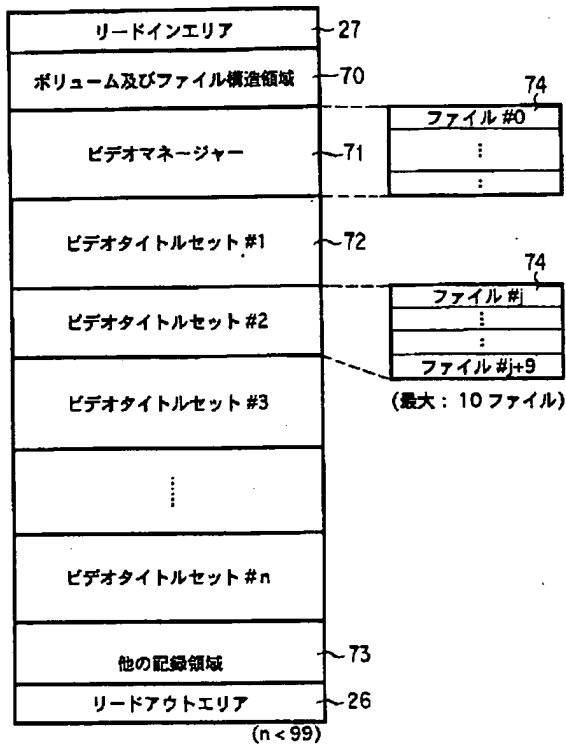 リードインエリア 27
ボリューム及びファイル構造領域 70
74
ファイル #0
ビデオマネージャー 71
ビデオタイトルセット #1 72
74
ファイル #j
ビデオタイトルセット #2
ファイル #j+9
(最大: 10 ファイル)
ビデオタイトルセット #3
ビデオタイトルセット #n
他の記録領域 73
リードアウトエリア 26
(n<99)